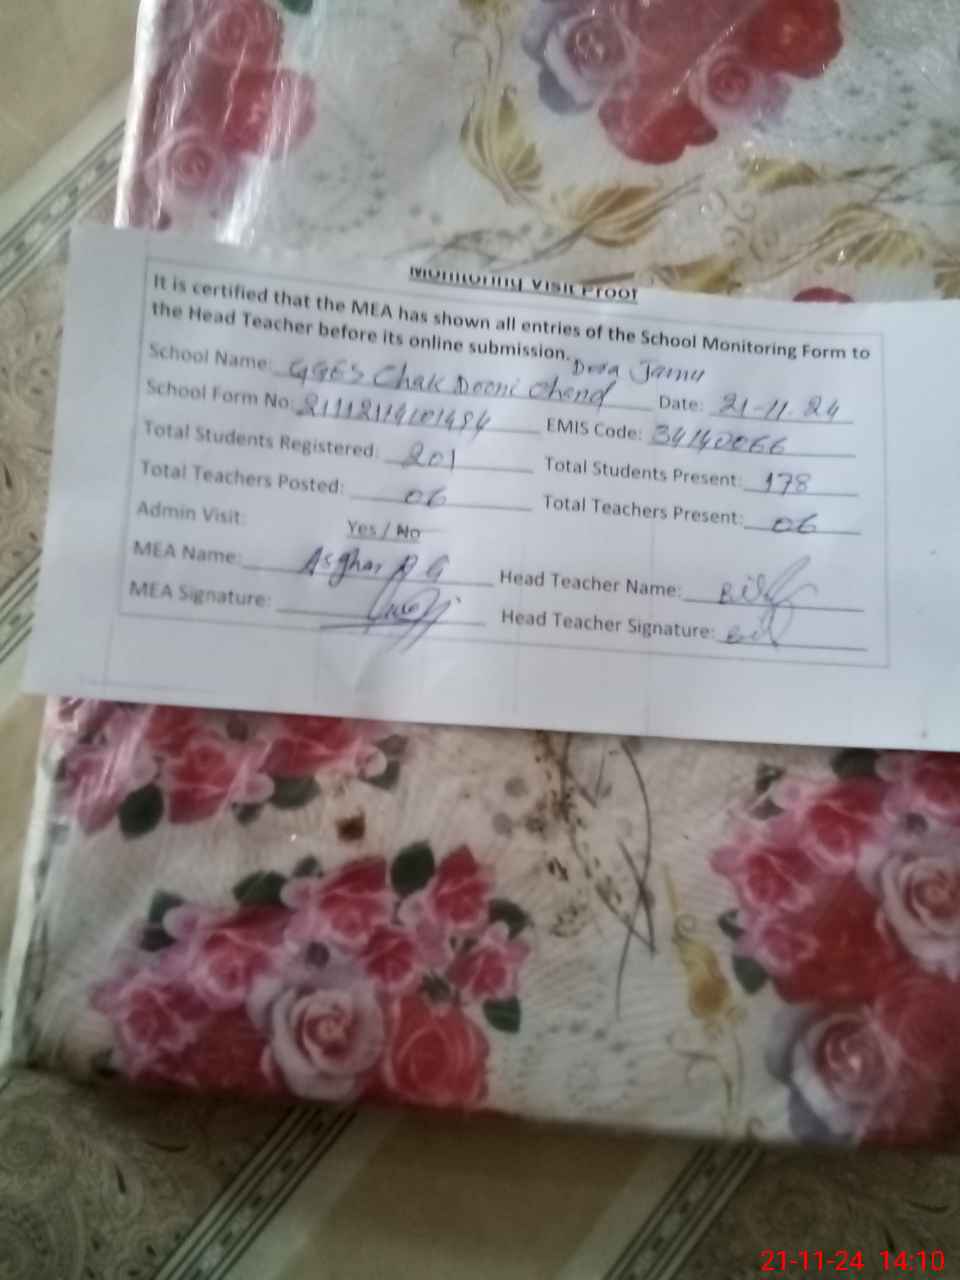 Monitoring Visit Proof
It is certified that the MEA has shown all entries of the School Monitoring Form to
the Head Teacher before its online submission.
School Name: GGES Chak Dooni Chand Dera Jamu Date: 21-11-24
School Form No: EMIS Code: 34140066
Total Students Registered: 201 Total Students Present: 178
Total Teachers Posted: 06 Total Teachers Present: 06
Admin Visit: Yes / No
MEA Name: Asghar Head Teacher Name:
MEA Signature: Head Teacher Signature:
21-11-24 14:10